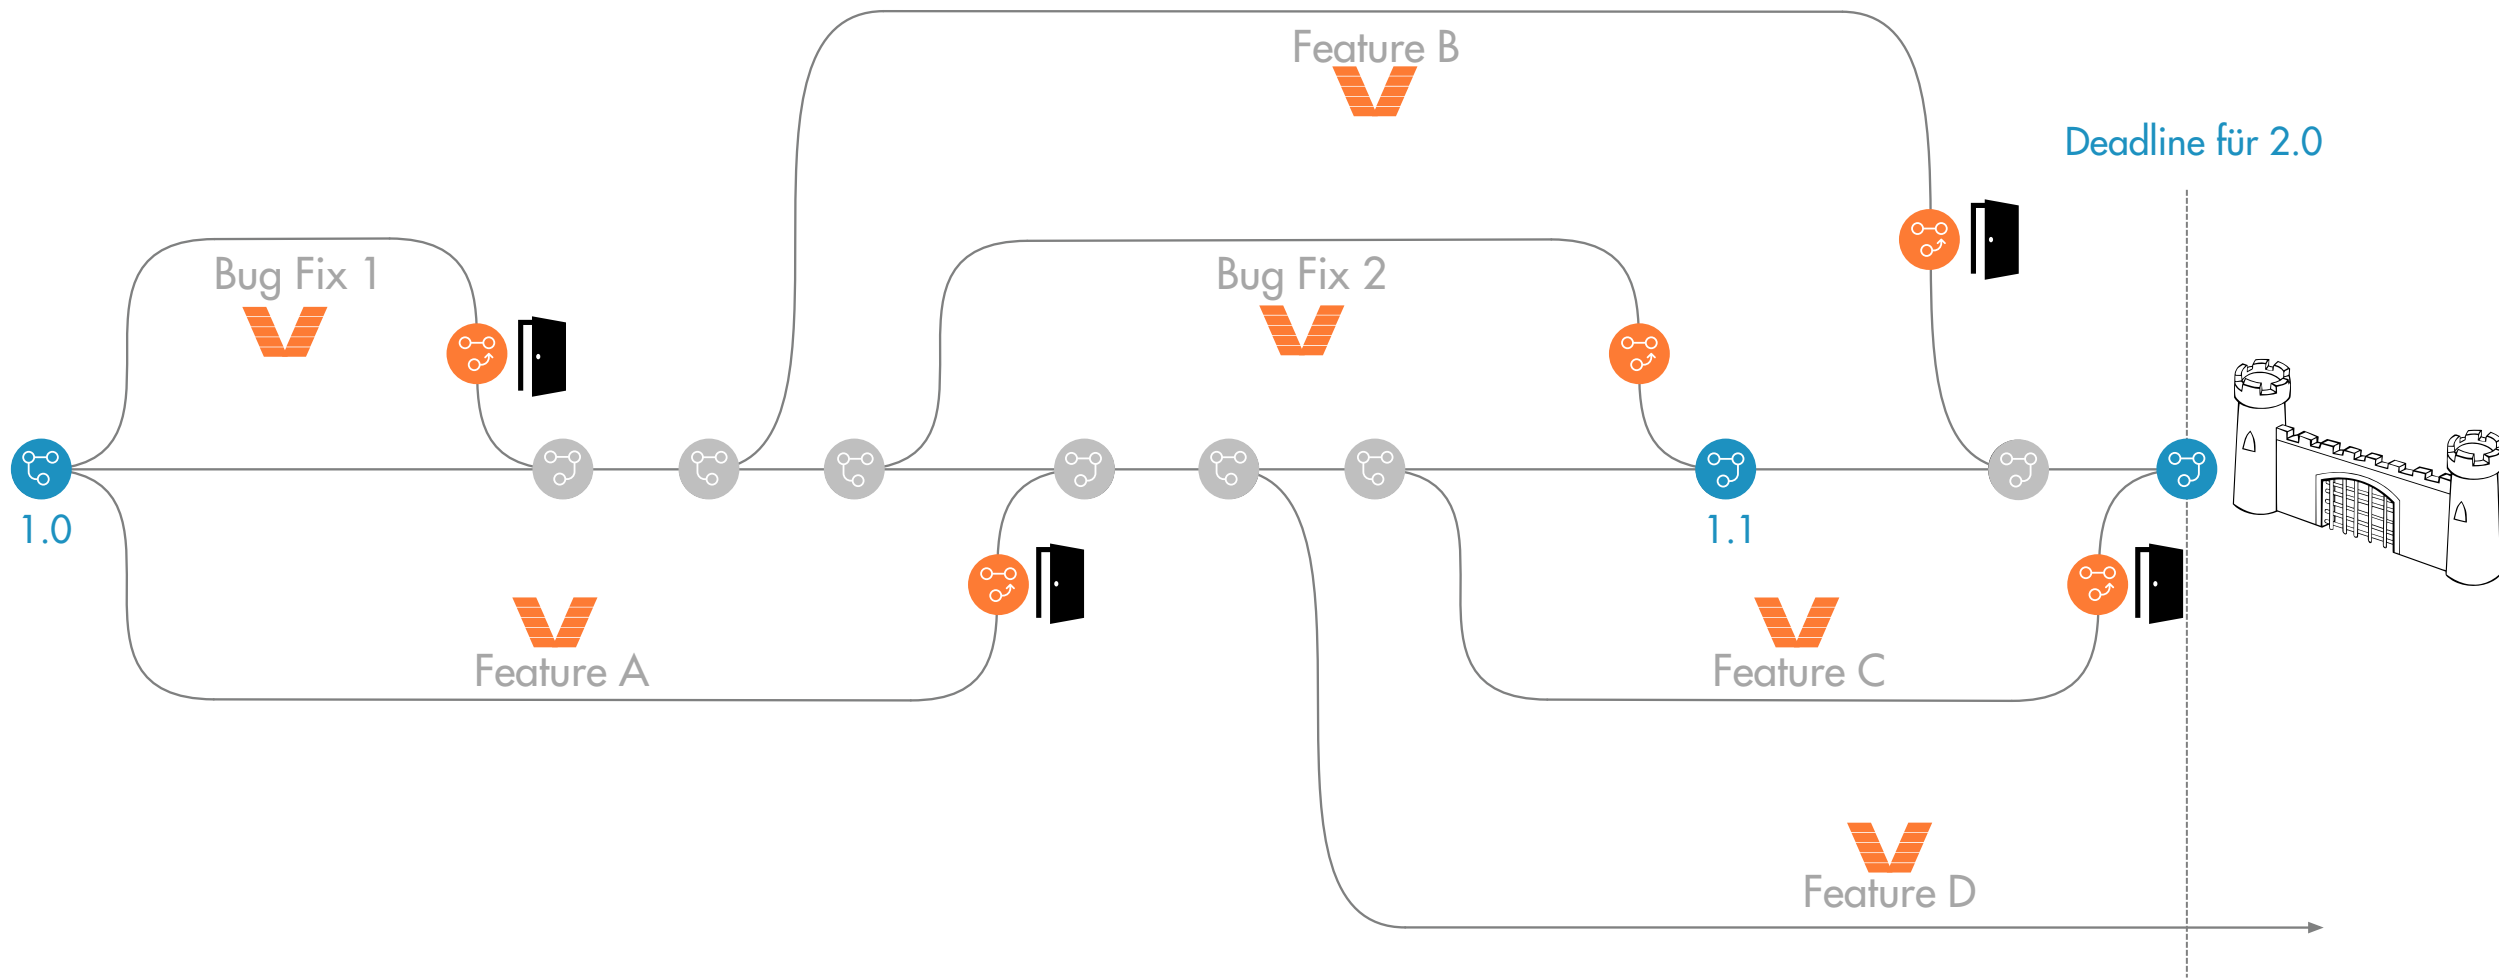 Feature B
Deadline für 2.0
Bug Fix 1
Bug Fix 2
1.0
1.1
Feature A
Feature C
Feature D